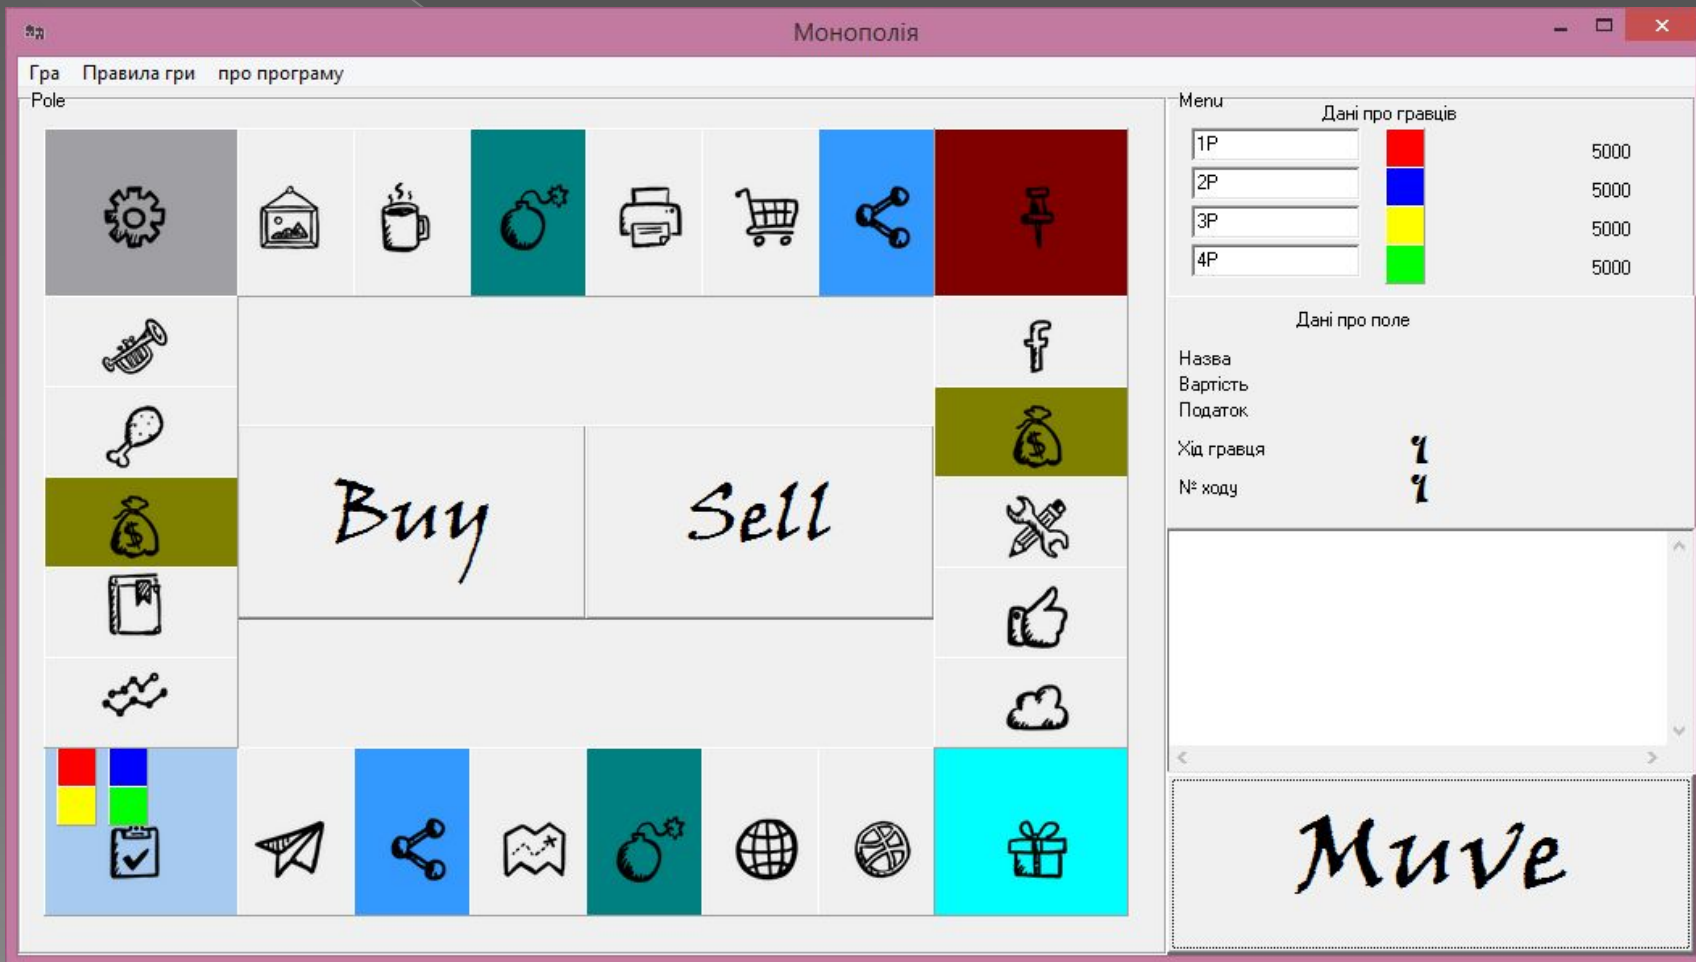 Монополія
Гра Правила гри про програму
Pole
Buy Sell
Menu
Дані про гравців
1P 5000
2P 5000
3P 5000
4P 5000
Дані про поле
Назва
Вартість
Податок
Хід гравця 1
№ ходу 1
Muve